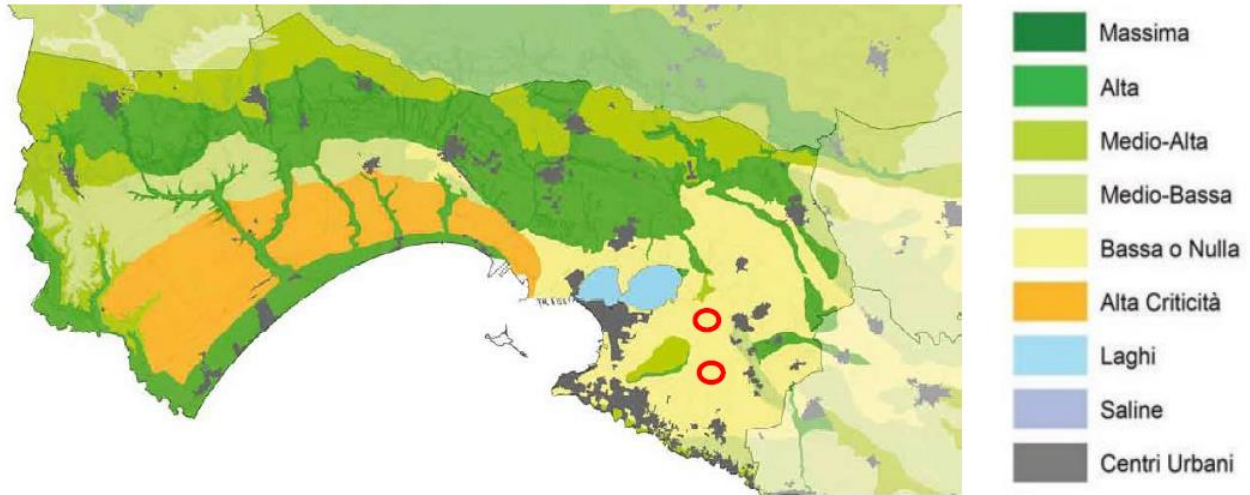 Massima
Alta
Medio-Alta
Medio-Bassa
Bassa o Nulla
Alta Criticità
Laghi
Saline
Centri Urbani